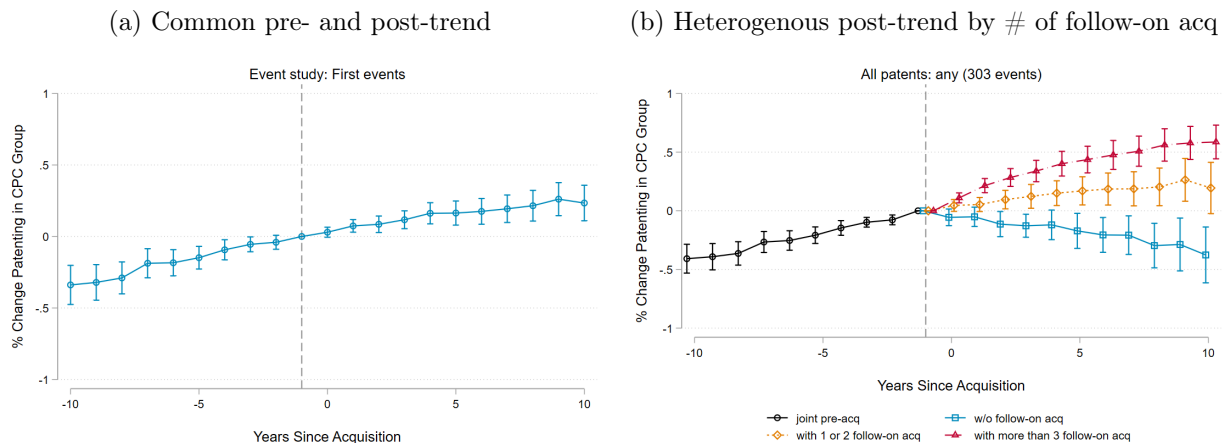 (a) Common pre- and post-trend
Event study: First events
% Change Patenting in CPC Group
1
.5
0
-.5
-1
-10
-5
0
5
10
Years Since Acquisition
(b) Heterogenous post-trend by # of follow-on acq
All patents: any (303 events)
% Change Patenting in CPC Group
1
.5
0
-.5
-1
-10
-5
0
5
10
Years Since Acquisition
joint pre-acq
w/o follow-on acq
with 1 or 2 follow-on acq
with more than 3 follow-on acq